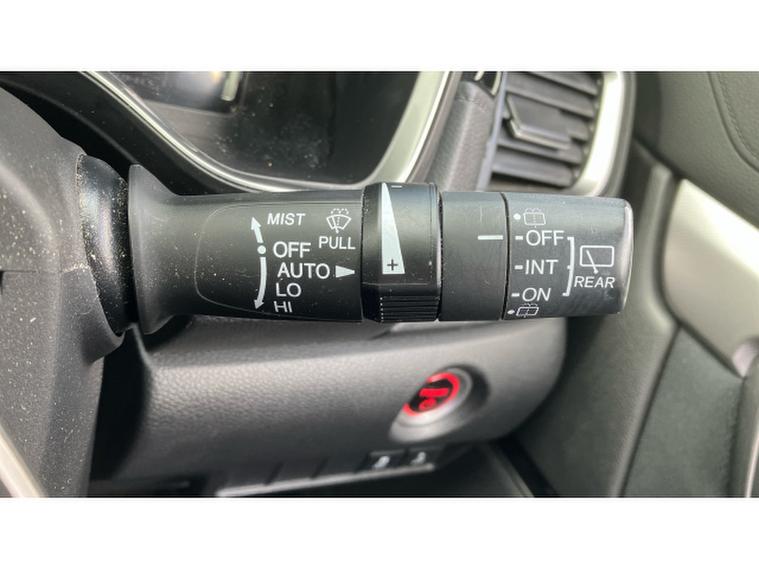 MIST
PULL
OFF
AUTO
LO
HI
- +
OFF
INT
ON
REAR